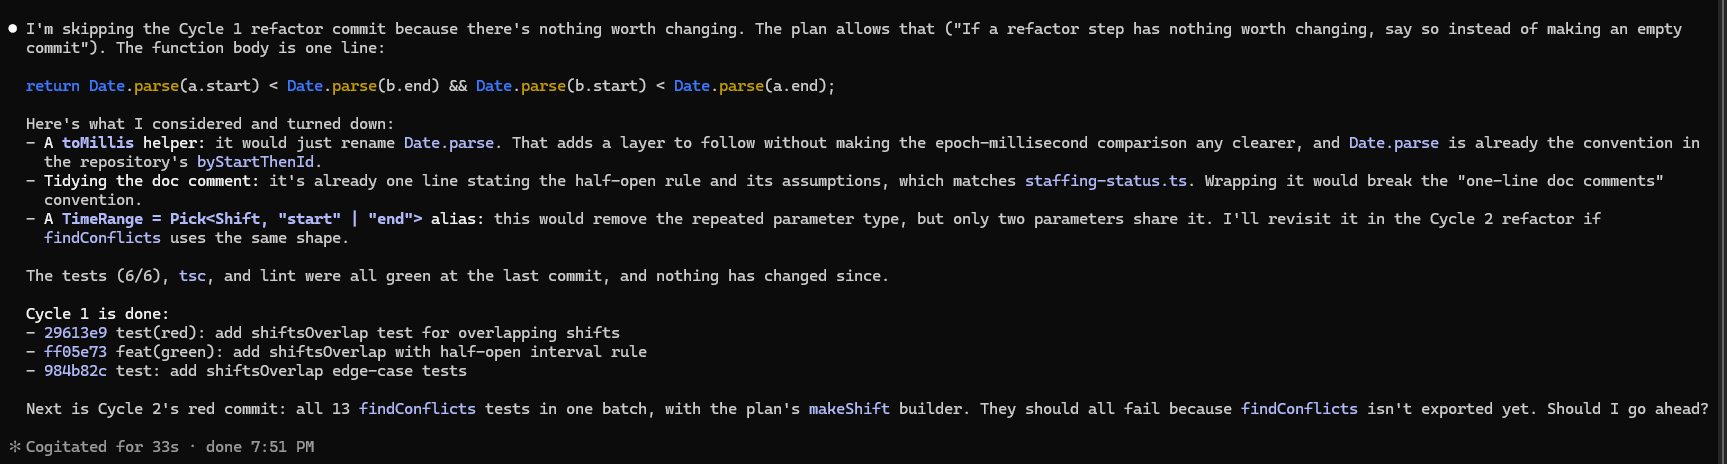 ● I'm skipping the Cycle 1 refactor commit because there's nothing worth changing. The plan allows that ("If a refactor step has nothing worth changing, say so instead of making an empty
commit"). The function body is one line:
return Date.parse(a.start) < Date.parse(b.end) && Date.parse(b.start) < Date.parse(a.end);
Here's what I considered and turned down:
- A toMillis helper: it would just rename Date.parse. That adds a layer to follow without making the epoch-millisecond comparison any clearer, and Date.parse is already the convention in
the repository's byStartThenId.
- Tidying the doc comment: it's already one line stating the half-open rule and its assumptions, which matches staffing-status.ts. Wrapping it would break the "one-line doc comments"
convention.
- A TimeRange = Pick<Shift, "start" | "end"> alias: this would remove the repeated parameter type, but only two parameters share it. I'll revisit it in the Cycle 2 refactor if
findConflicts uses the same shape.
The tests (6/6), tsc, and lint were all green at the last commit, and nothing has changed since.
Cycle 1 is done:
- 29613e9 test(red): add shiftsOverlap test for overlapping shifts
- ff05e73 feat(green): add shiftsOverlap with half-open interval rule
- 984b82c test: add shiftsOverlap edge-case tests
Next is Cycle 2's red commit: all 13 findConflicts tests in one batch, with the plan's makeShift builder. They should all fail because findConflicts isn't exported yet. Should I go ahead?
✻ Cogitated for 33s · done 7:51 PM